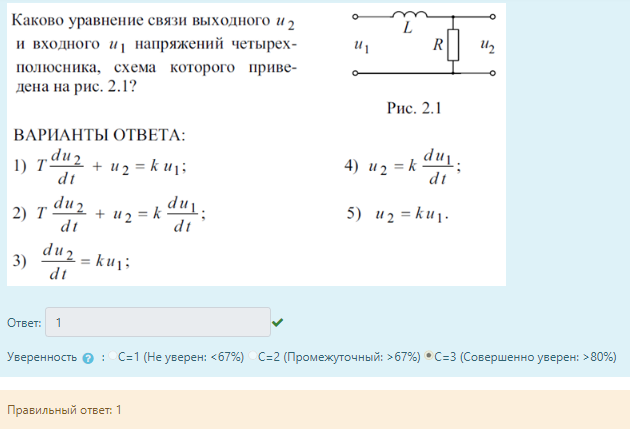 Каково уравнение связи выходного u₂
и входного u₁ напряжений четырех-
полюсника, схема которого приве-
дена на рис. 2.1?
L
u₁ R u₂
Рис. 2.1
ВАРИАНТЫ ОТВЕТА:
1) T du₂/dt + u₂ = k u₁;
4) u₂ = k du₁/dt;
2) T du₂/dt + u₂ = k du₁/dt;
5) u₂ = ku₁.
3) du₂/dt = ku₁;
Ответ: 1
Уверенность ? : C=1 (Не уверен: <67%) C=2 (Промежуточный: >67%) C=3 (Совершенно уверен: >80%)
Правильный ответ: 1